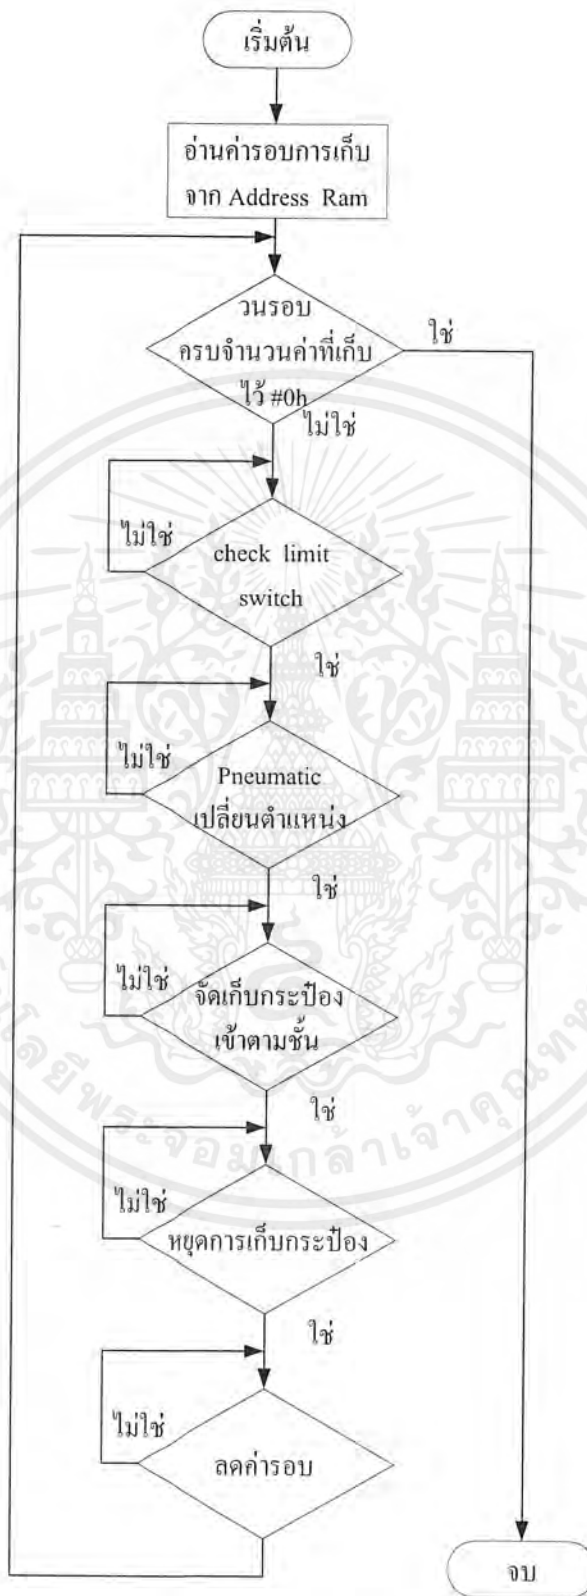 เริ่มต้น
อ่านค่ารอบการเก็บ
จาก Address Ram
วนรอบ
ครบจำนวนค่าที่เก็บ
ไว้ #0h
ใช่
ไม่ใช่
ไม่ใช่
check limit
switch
ใช่
ไม่ใช่
Pneumatic
เปลี่ยนตำแหน่ง
ใช่
ไม่ใช่
จัดเก็บกระป๋อง
เข้าตามชั้น
ใช่
ไม่ใช่
หยุดการเก็บกระป๋อง
ใช่
ไม่ใช่
ลดค่ารอบ
จบ